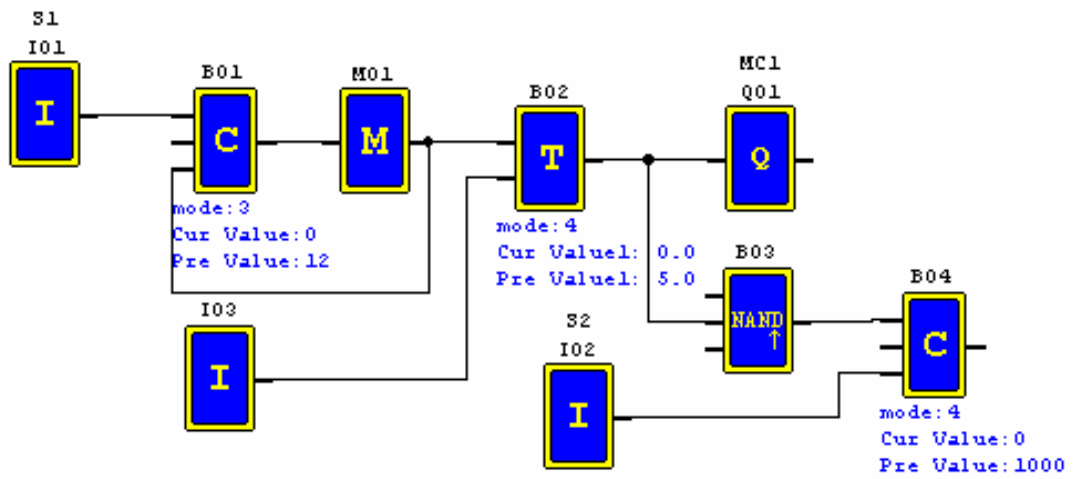 S1
I01
I
B01
C
mode:3
Cur Value:0
Pre Value:12
M01
M
B02
T
mode:4
Cur Value1: 0.0
Pre Value1: 5.0
MC1
Q01
Q
I03
I
B03
NAND
↑
S2
I02
I
B04
C
mode:4
Cur Value:0
Pre Value:1000